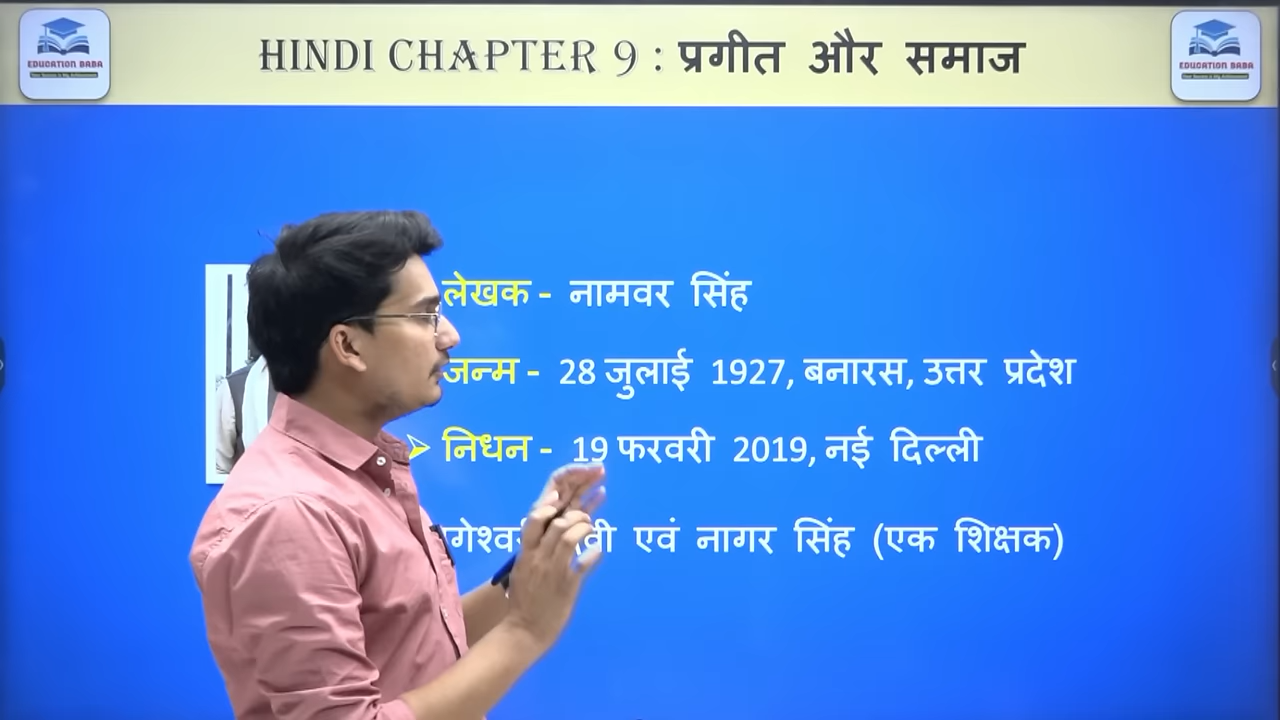 HINDI CHAPTER 9 : प्रगीत और समाज
EDUCATION BABA
EDUCATION BABA
लेखक - नामवर सिंह
जन्म - 28 जुलाई 1927, बनारस, उत्तर प्रदेश
➢ निधन - 19 फरवरी 2019, नई दिल्ली
एवं नागर सिंह (एक शिक्षक)